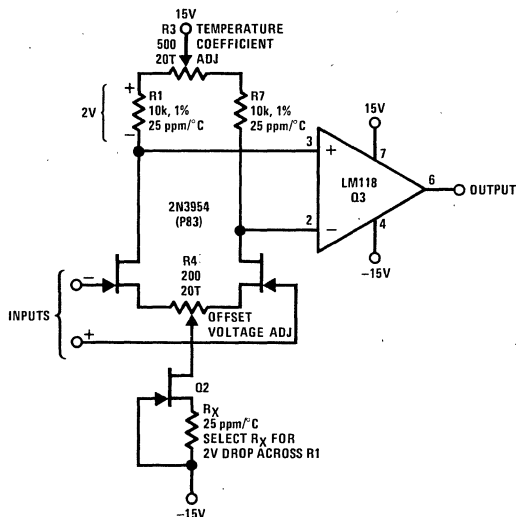 15V
R3 TEMPERATURE
500 COEFFICIENT
20T ADJ
+
2V
−
R1
10k, 1%
25 ppm/°C
R7
10k, 1%
25 ppm/°C
15V
3
+
7
LM118
Q3
6
OUTPUT
2
−
4
−15V
2N3954
(P83)
R4
200
20T
−
INPUTS
+
OFFSET
VOLTAGE ADJ
Q2
RX
25 ppm/°C
SELECT RX FOR
2V DROP ACROSS R1
−15V